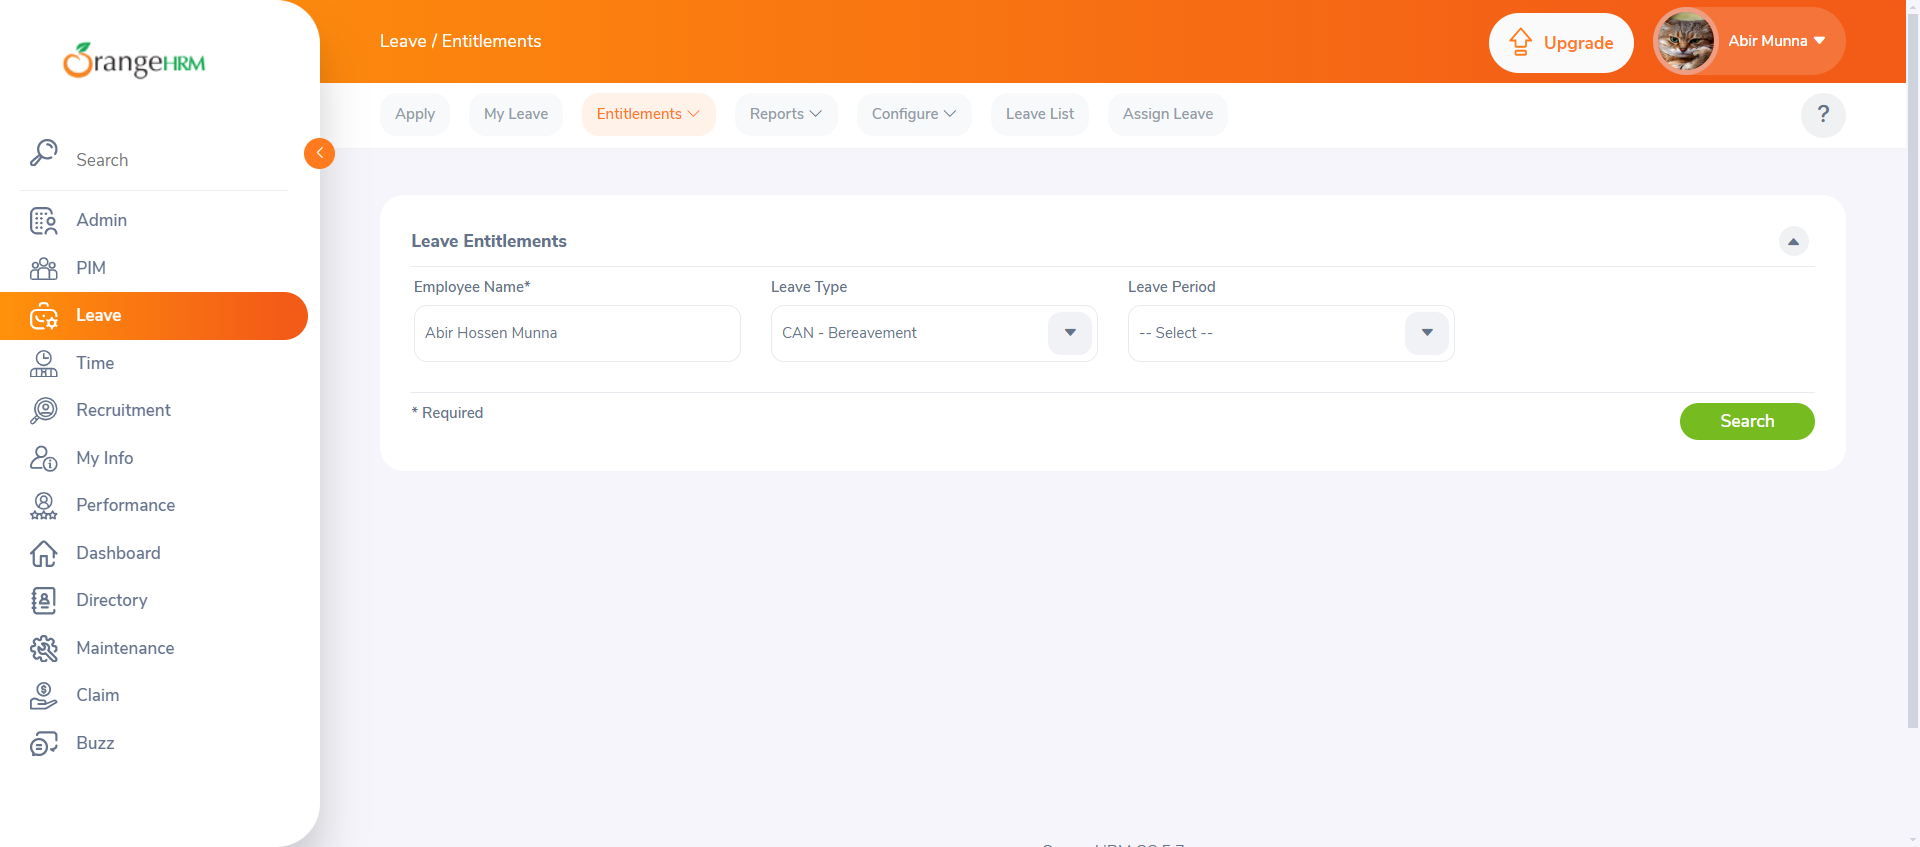 OrangeHRM
Search
Admin
PIM
Leave
Time
Recruitment
My Info
Performance
Dashboard
Directory
Maintenance
Claim
Buzz
Leave / Entitlements
Upgrade
Abir Munna
Apply
My Leave
Entitlements
Reports
Configure
Leave List
Assign Leave
?
Leave Entitlements
Employee Name*
Leave Type
Leave Period
Abir Hossen Munna
CAN - Bereavement
-- Select --
* Required
Search